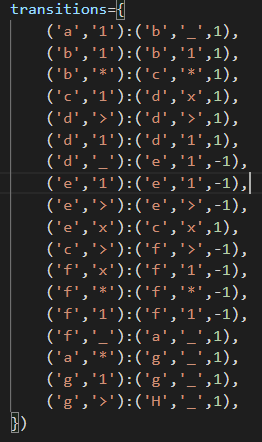 transitions={
('a','1'):('b','_',1),
('b','1'):('b','1',1),
('b','*'):('c','*',1),
('c','1'):('d','x',1),
('d','>'):('d','>',1),
('d','1'):('d','1',1),
('d','_'):('e','1',-1),
('e','1'):('e','1',-1),
('e','>'):('e','>',-1),
('e','x'):('c','x',1),
('c','>'):('f','>',-1),
('f','x'):('f','1',-1),
('f','*'):('f','*',-1),
('f','1'):('f','1',-1),
('f','_'):('a','_',1),
('a','*'):('g','_',1),
('g','1'):('g','_',1),
('g','>'):('H','_',1),
})